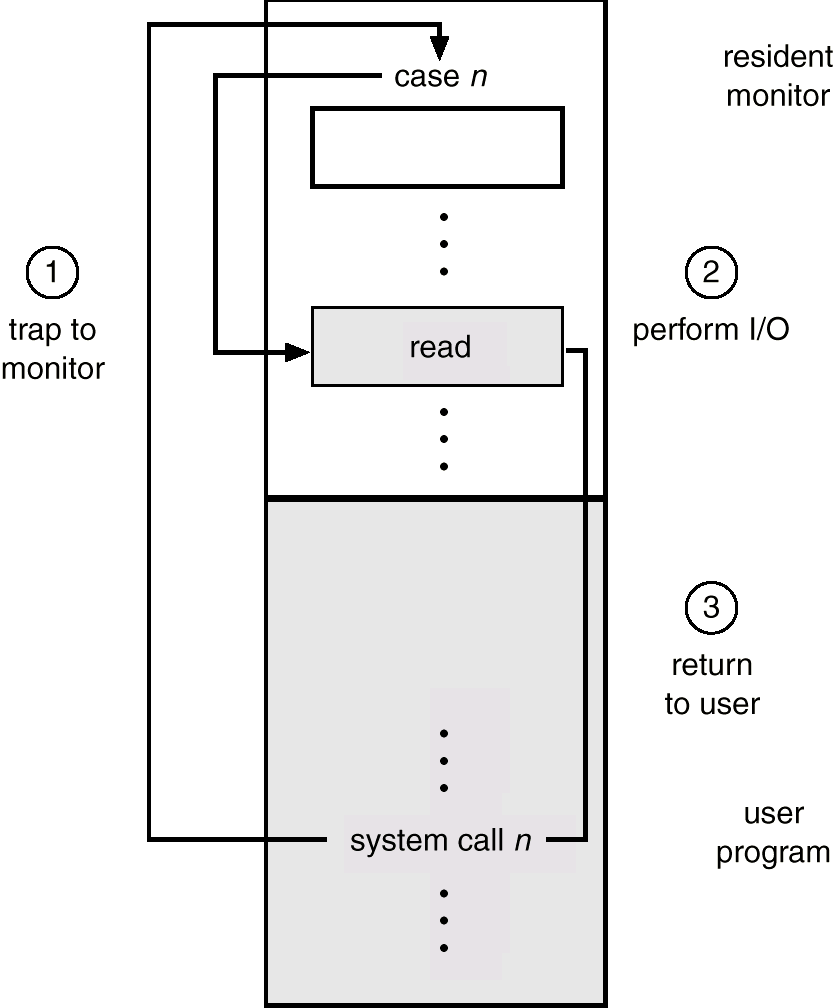 case n
resident
monitor
1
trap to
monitor
2
perform I/O
read
3
return
to user
user
program
system call n